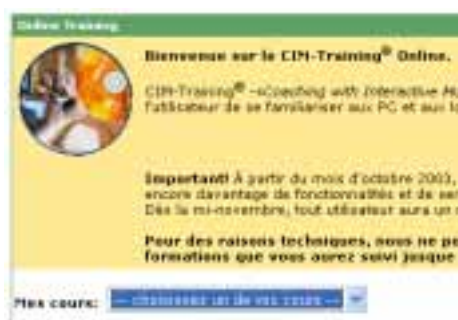 Online Training
Bienvenue sur le CIM-Training® Online.
CIM-Training® –«Coaching with Interactive
l'utilisateur de se familiariser aux PC et aux
Important! À partir du mois d'octobre 2003,
encore davantage de fonctionnalités et de
Dès la mi-novembre, tout utilisateur aura un
Pour des raisons techniques, nous ne
formations que vous aurez suivi jusque
Mes cours: -- choisissez un de vos cours --